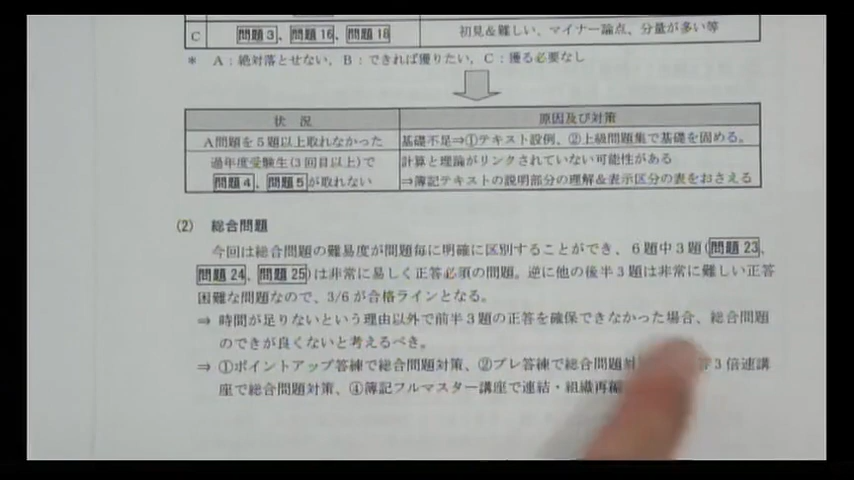 C 問題3、問題16、問題18 初見＆難しい、マイナー論点、分量が多い等
* A：絶対落とせない、B：できれば獲りたい、C：獲る必要なし
状 況 原因及び対策
A問題を5題以上取れなかった 基礎不足⇒①テキスト設例、②上級問題集で基礎を固める。
過年度受験生(3回目以上)で 計算と理論がリンクされていない可能性がある
問題4、問題5が取れない ⇒簿記テキストの説明部分の理解＆表示区分の表をおさえる
(2) 総合問題
今回は総合問題の難易度が問題毎に明確に区別することができ、6題中3題(問題23、
問題24、問題25)は非常に易しく正答必須の問題。逆に他の後半3題は非常に難しい正答
困難な問題なので、3/6が合格ラインとなる。
⇒ 時間が足りないという理由以外で前半3題の正答を確保できなかった場合、総合問題
のできが良くないと考えるべき。
⇒ ①ポイントアップ答練で総合問題対策、②プレ答練で総合問題 答3倍速講
座で総合問題対策、④簿記フルマスター講座で連結・組織再編